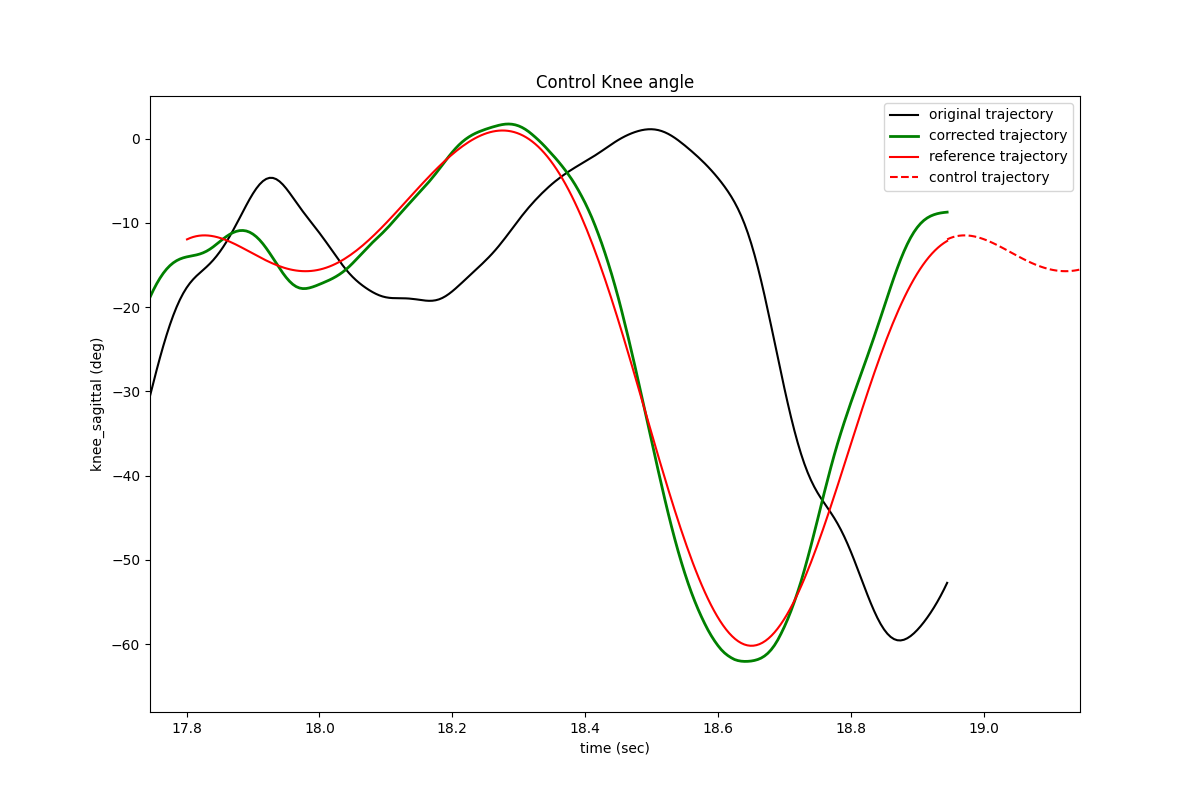 Control Knee angle
original trajectory
corrected trajectory
reference trajectory
control trajectory
knee_sagittal (deg)
0
−10
−20
−30
−40
−50
−60
17.8 18.0 18.2 18.4 18.6 18.8 19.0
time (sec)